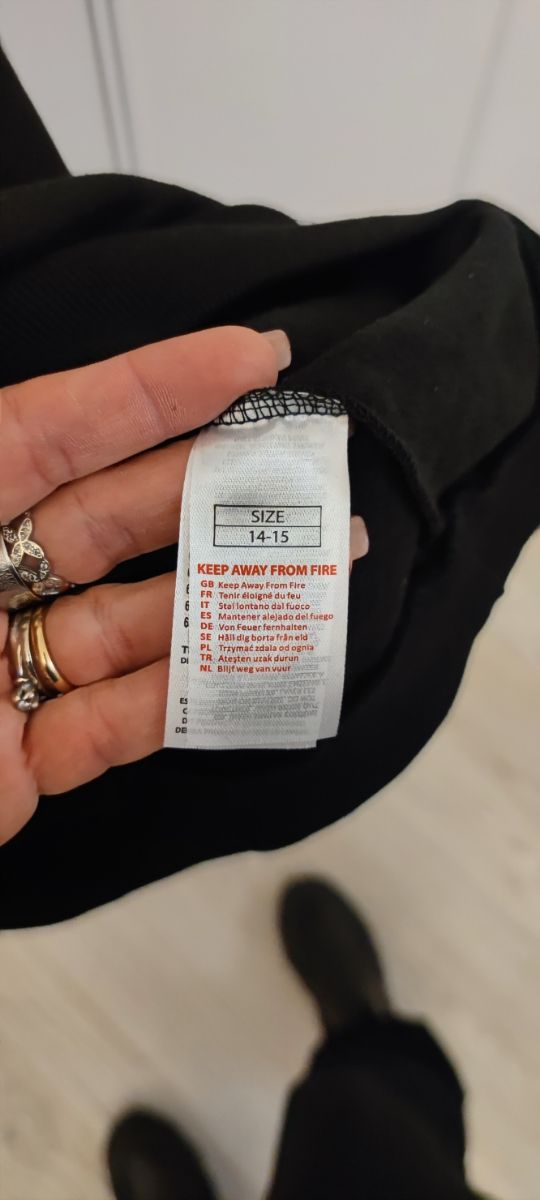 SIZE
14-15
KEEP AWAY FROM FIRE
GB Keep Away From Fire
FR Tenir éloigné du feu
IT Stai lontano dal fuoco
ES Mantener alejado del fuego
DE Von Feuer fernhalten
SE Håll dig borta från eld
PL Trzymać zdala od ognia
TR Ateşten uzak durun
NL Blijf weg van vuur